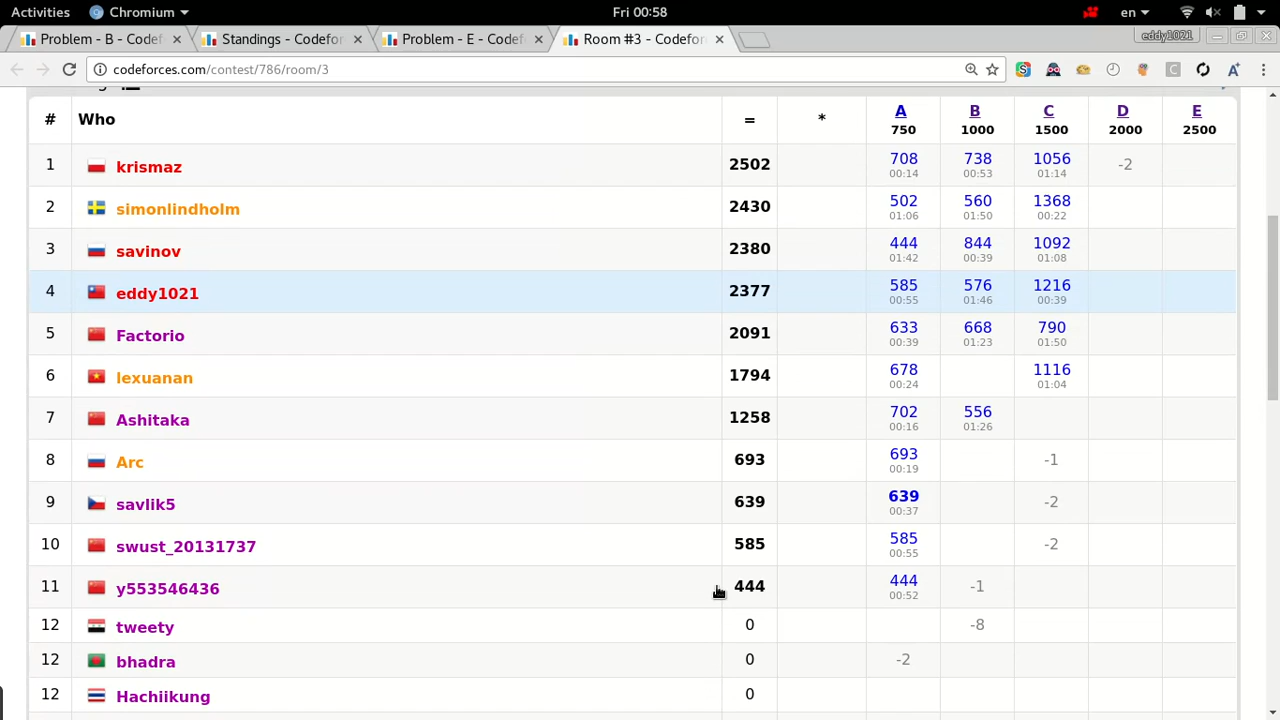 Activities Chromium Fri 00:58 en
Problem - B - Codef Standings - Codefor Problem - E - Codef Room #3 - Codefor eddy1021
codeforces.com/contest/786/room/3
# Who = * A B C D E
750 1000 1500 2000 2500
1 krismaz 2502 708 738 1056 -2
00:14 00:53 01:14
2 simonlindholm 2430 502 560 1368
01:06 01:50 00:22
3 savinov 2380 444 844 1092
01:42 00:39 01:08
4 eddy1021 2377 585 576 1216
00:55 01:46 00:39
5 Factorio 2091 633 668 790
00:39 01:23 01:50
6 lexuanan 1794 678 1116
00:24 01:04
7 Ashitaka 1258 702 556
00:16 01:26
8 Arc 693 693 -1
00:19
9 savlik5 639 639 -2
00:37
10 swust_20131737 585 585 -2
00:55
11 y553546436 444 444 -1
00:52
12 tweety 0 -8
12 bhadra 0 -2
12 Hachiikung 0